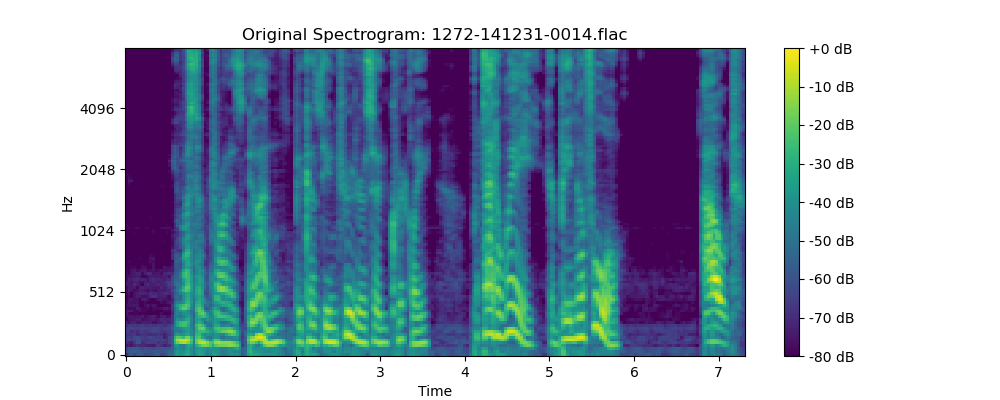 Original Spectrogram: 1272-141231-0014.flac
Hz
4096
2048
1024
512
0
0 1 2 3 4 5 6 7
Time
+0 dB
-10 dB
-20 dB
-30 dB
-40 dB
-50 dB
-60 dB
-70 dB
-80 dB